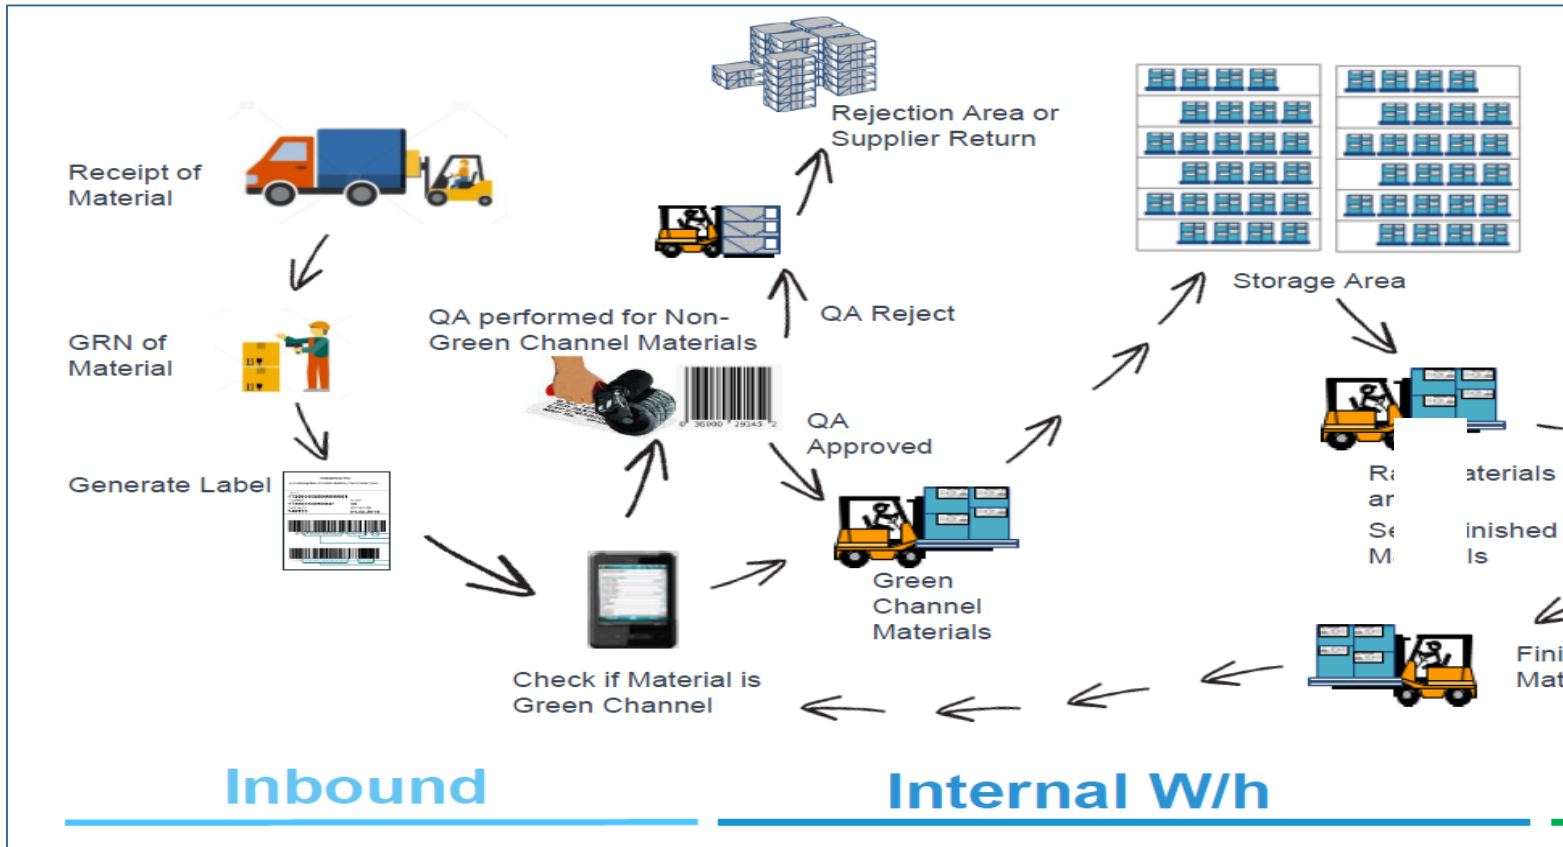 Rejection Area or
Supplier Return
Receipt of
Material
Storage Area
QA performed for Non-
Green Channel Materials
QA Reject
GRN of
Material
QA
Approved
Generate Label
Green
Channel
Materials
inished
Check if Material is
Green Channel
Inbound
Internal W/h